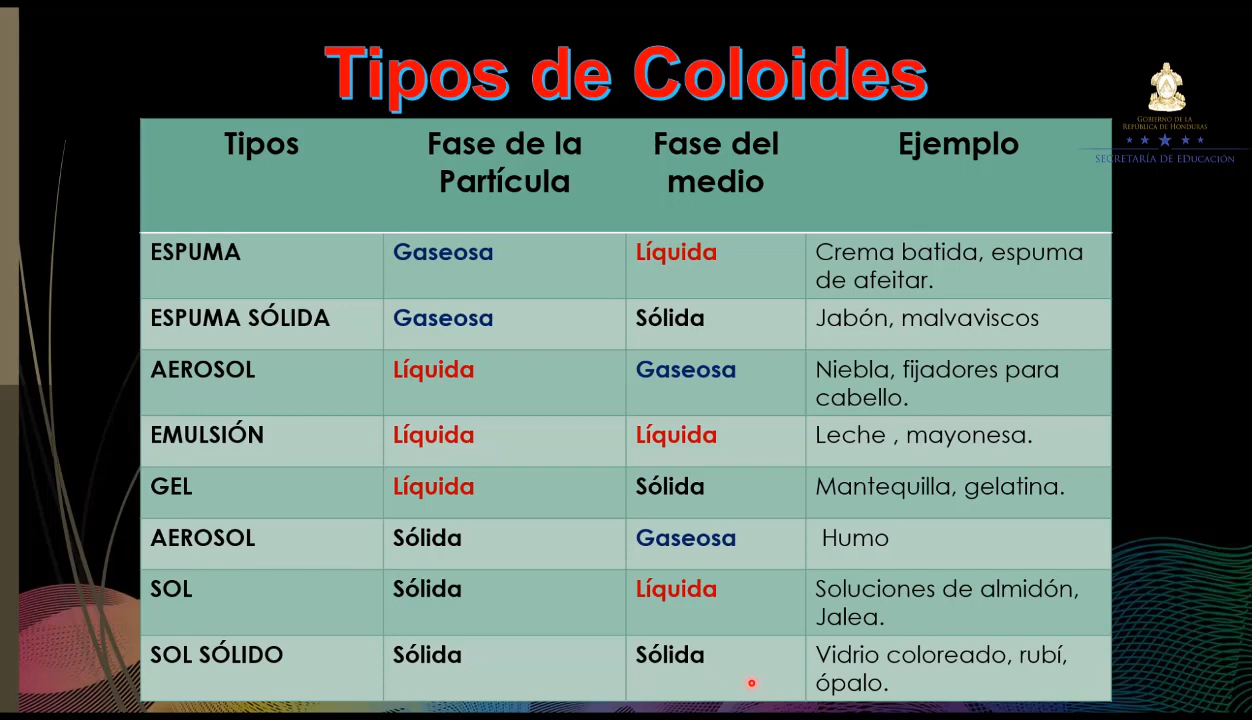 Tipos de Coloides
GOBIERNO DE LA
REPÚBLICA DE HONDURAS
SECRETARÍA DE EDUCACIÓN
Tipos Fase de la Partícula Fase del medio Ejemplo
ESPUMA Gaseosa Líquida Crema batida, espuma
de afeitar.
ESPUMA SÓLIDA Gaseosa Sólida Jabón, malvaviscos
AEROSOL Líquida Gaseosa Niebla, fijadores para
cabello.
EMULSIÓN Líquida Líquida Leche , mayonesa.
GEL Líquida Sólida Mantequilla, gelatina.
AEROSOL Sólida Gaseosa Humo
SOL Sólida Líquida Soluciones de almidón,
Jalea.
SOL SÓLIDO Sólida Sólida Vidrio coloreado, rubí,
ópalo.